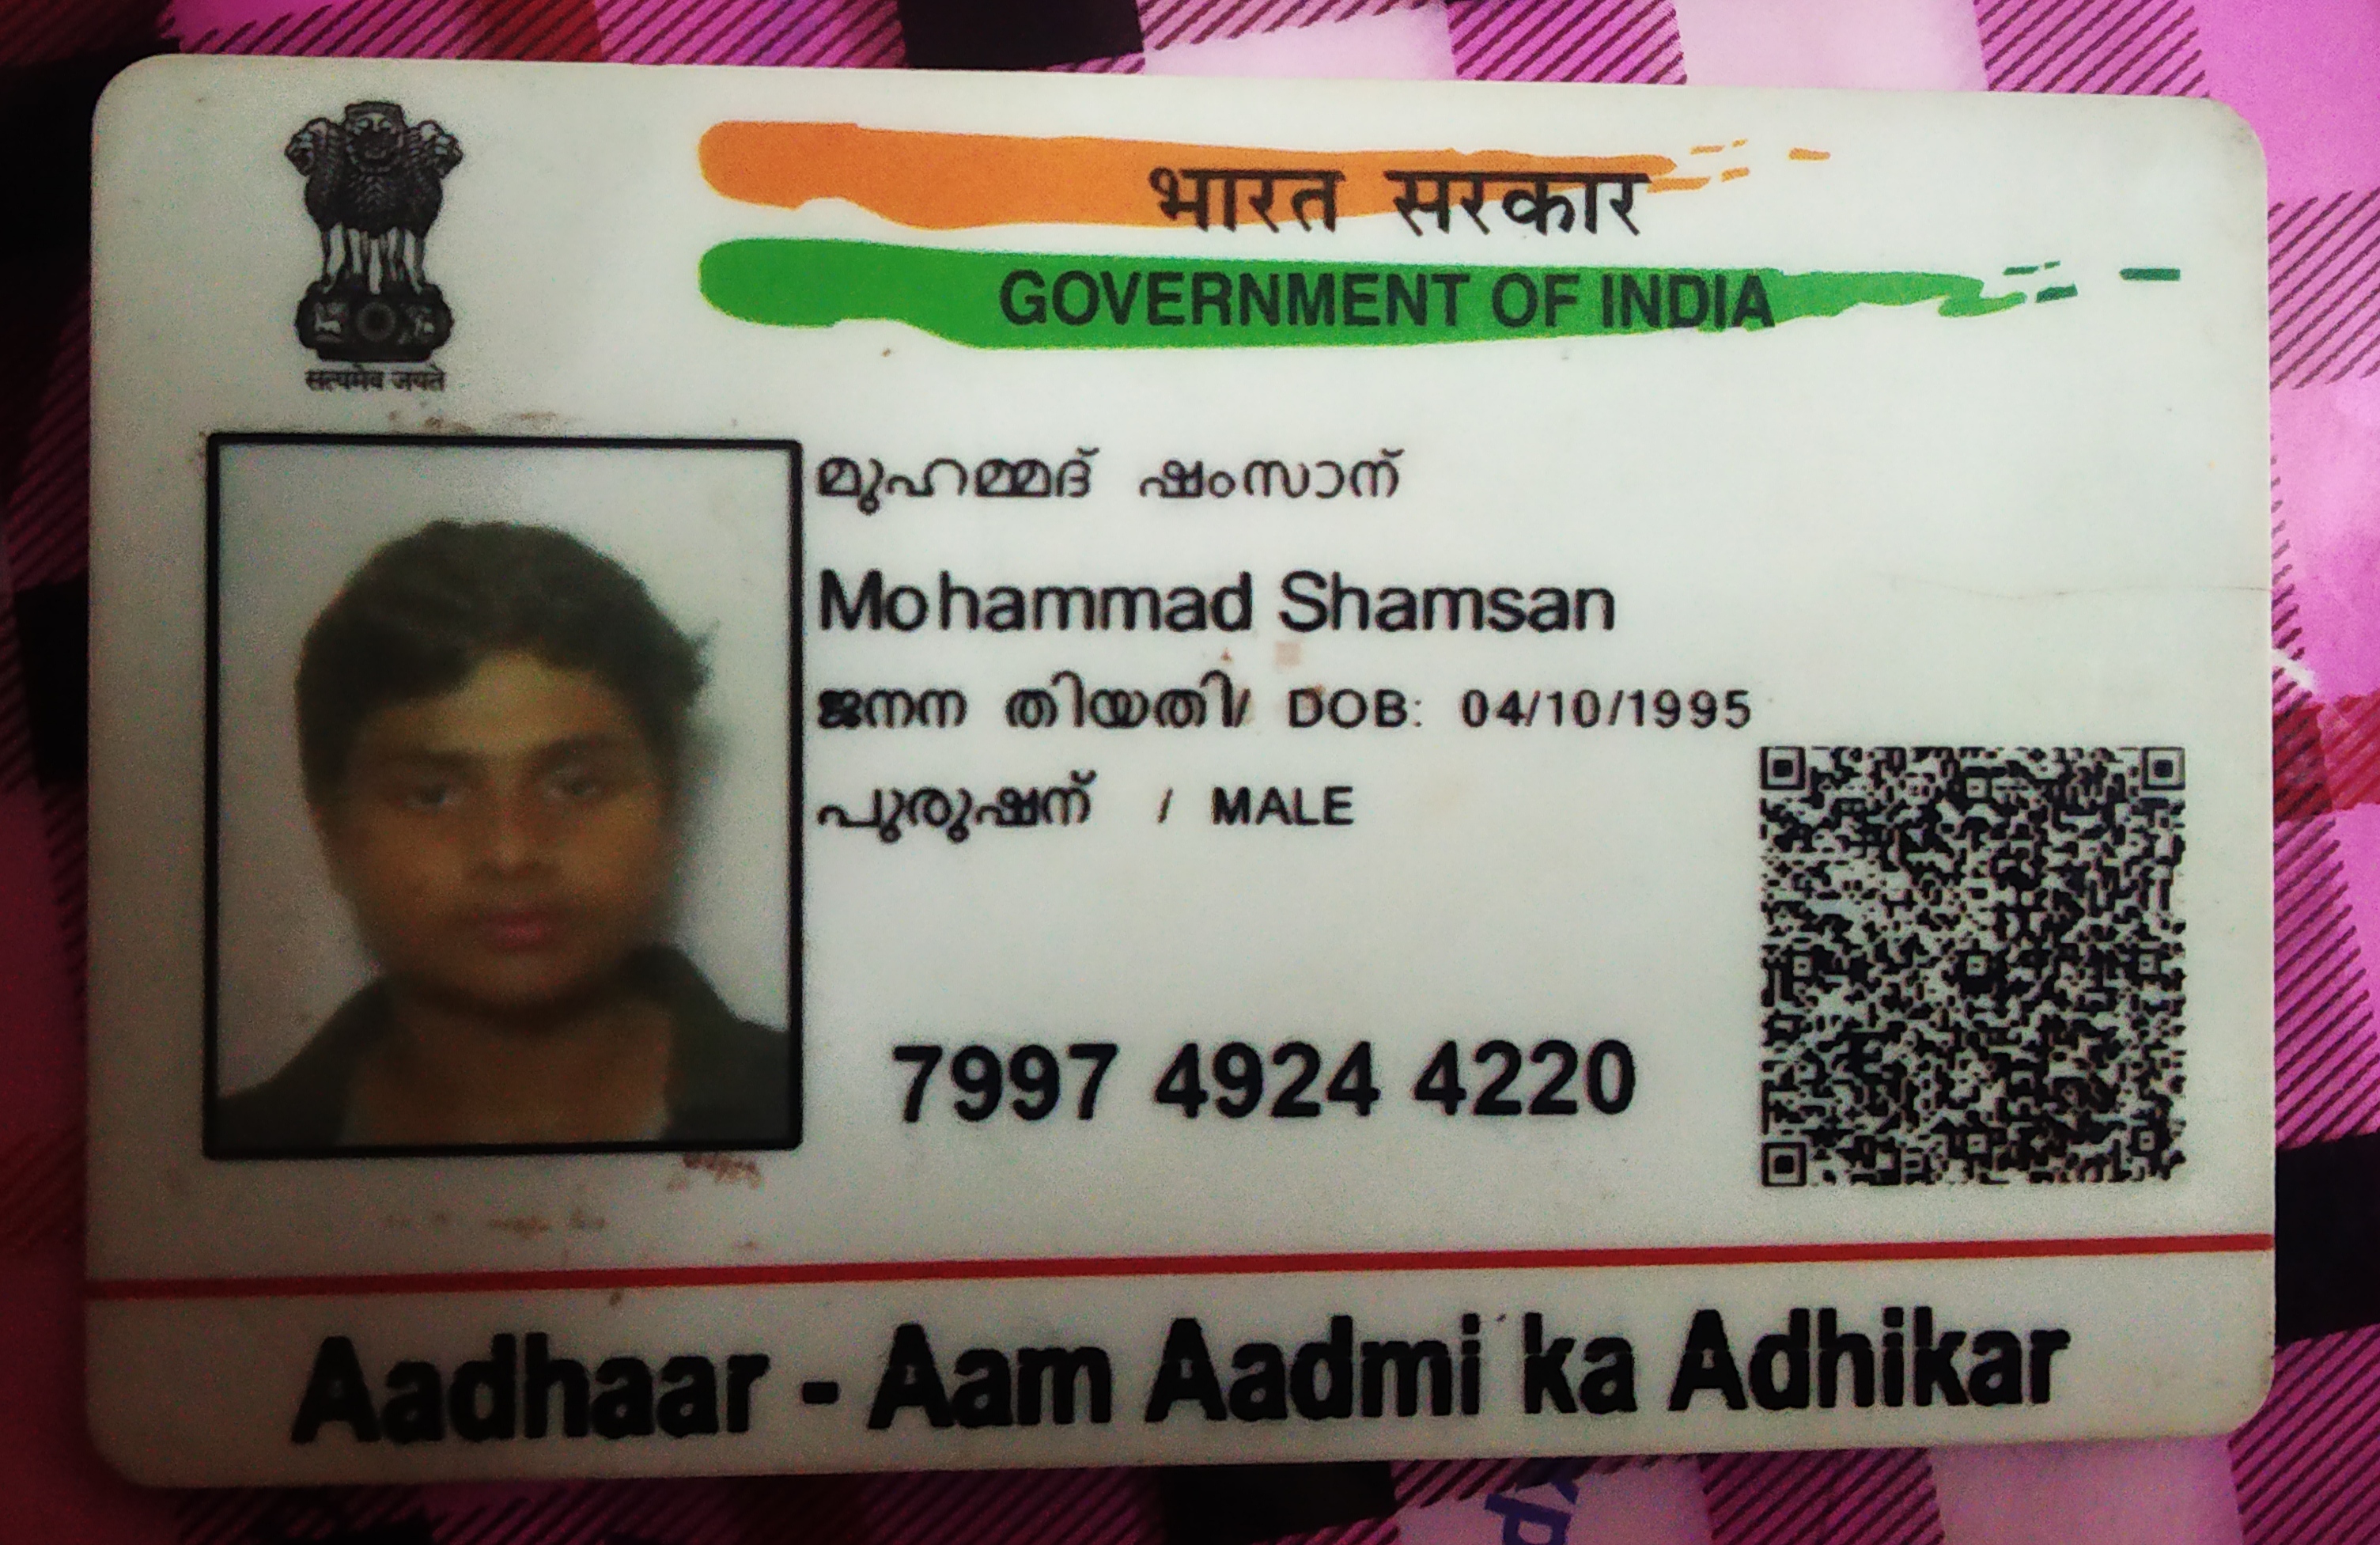 भारत सरकार
GOVERNMENT OF INDIA
सत्यमेव जयते
മുഹമ്മദ് ഷംസാന്
Mohammad Shamsan
ജനന തിയതി/ DOB: 04/10/1995
പുരുഷന് / MALE
7997 4924 4220
Aadhaar - Aam Aadmi ka Adhikar